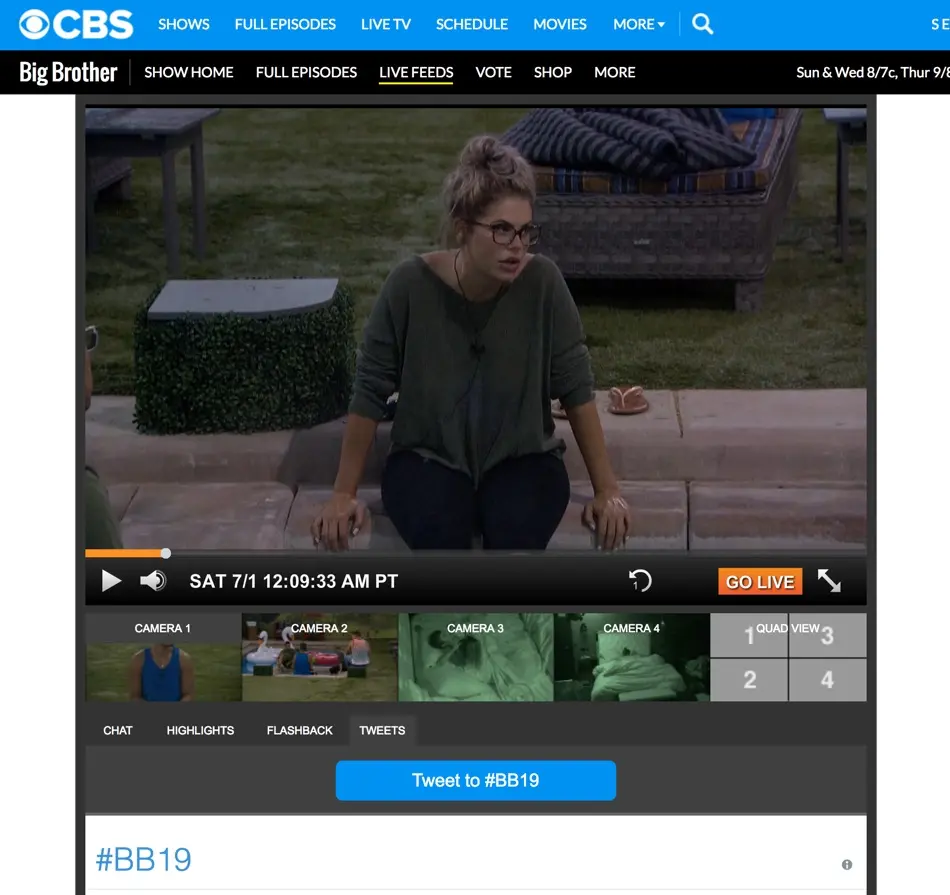 CBS SHOWS FULL EPISODES LIVE TV SCHEDULE MOVIES MORE SE
Big Brother SHOW HOME FULL EPISODES LIVE FEEDS VOTE SHOP MORE Sun & Wed 8/7c, Thur 9/8
SAT 7/1 12:09:33 AM PT 1 GO LIVE
CAMERA 1 CAMERA 2 CAMERA 3 CAMERA 4 QUAD VIEW
1 3
2 4
CHAT HIGHLIGHTS FLASHBACK TWEETS
Tweet to #BB19
#BB19